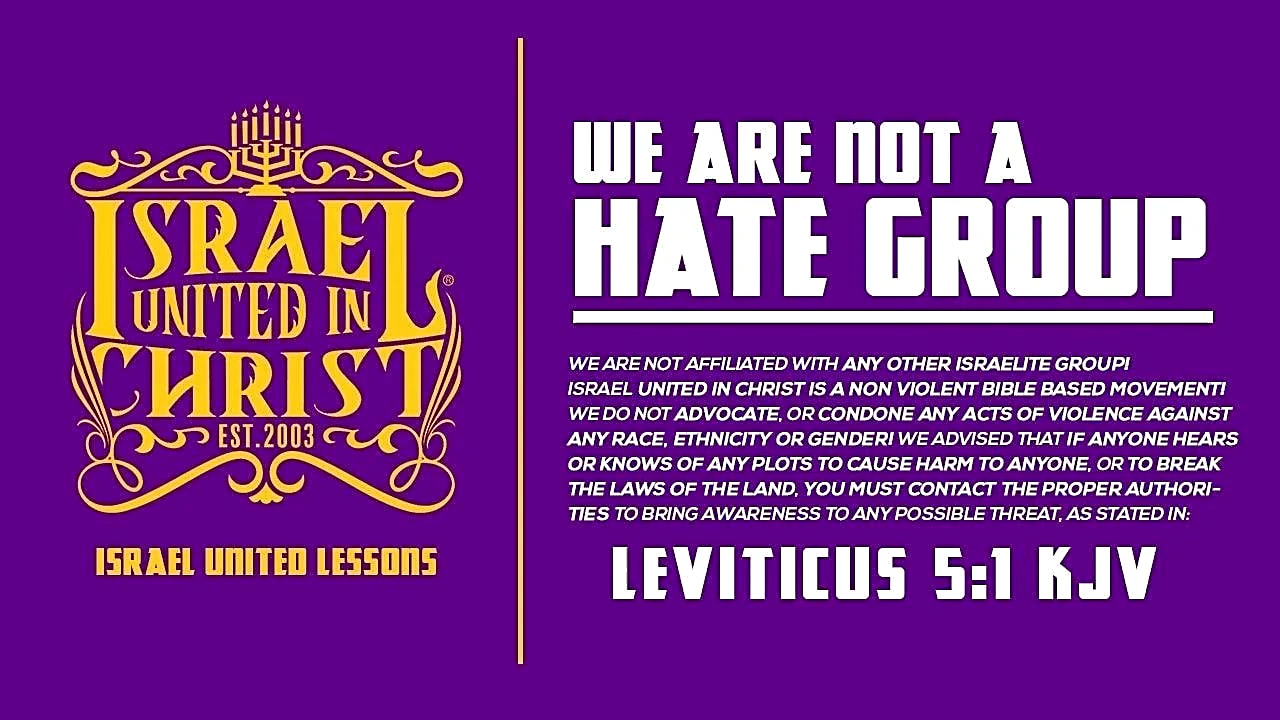 ISRAEL
UNITED IN
CHRIST
EST.2003
®
ISRAEL UNITED LESSONS
WE ARE NOT A
HATE GROUP
WE ARE NOT AFFILIATED WITH ANY OTHER ISRAELITE GROUP!
ISRAEL UNITED IN CHRIST IS A NON VIOLENT BIBLE BASED MOVEMENT!
WE DO NOT ADVOCATE, OR CONDONE ANY ACTS OF VIOLENCE AGAINST
ANY RACE, ETHNICITY OR GENDER! WE ADVISED THAT IF ANYONE HEARS
OR KNOWS OF ANY PLOTS TO CAUSE HARM TO ANYONE, OR TO BREAK
THE LAWS OF THE LAND, YOU MUST CONTACT THE PROPER AUTHORI-
TIES TO BRING AWARENESS TO ANY POSSIBLE THREAT, AS STATED IN:
LEVITICUS 5:1 KJV